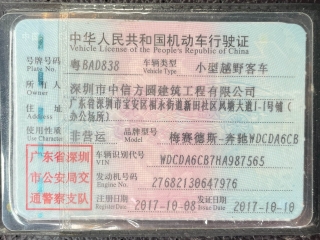 中华人民共和国机动车行驶证
Vehicle License of the People's Republic of China
号牌号码 粤BAD838 车辆类型 小型越野客车
Plate No. Vehicle Type
所有人 深圳市中信方圆建筑工程有限公司
Owner
住址 广东省深圳市宝安区福永街道新田社区凤塘大道1-1号铺(
Address 办公场所)
使用性质 非营运 品牌型号 梅赛德斯-奔驰WDCDA6CB
Use Character Model
广东省深圳
市公安局交
通警察支队
车辆识别代号 WDCDA6CB7HA987565
VIN
发动机号码 27682130647976
Engine No.
注册日期 2017-10-08 发证日期 2017-10-10
Register Date Issue Date